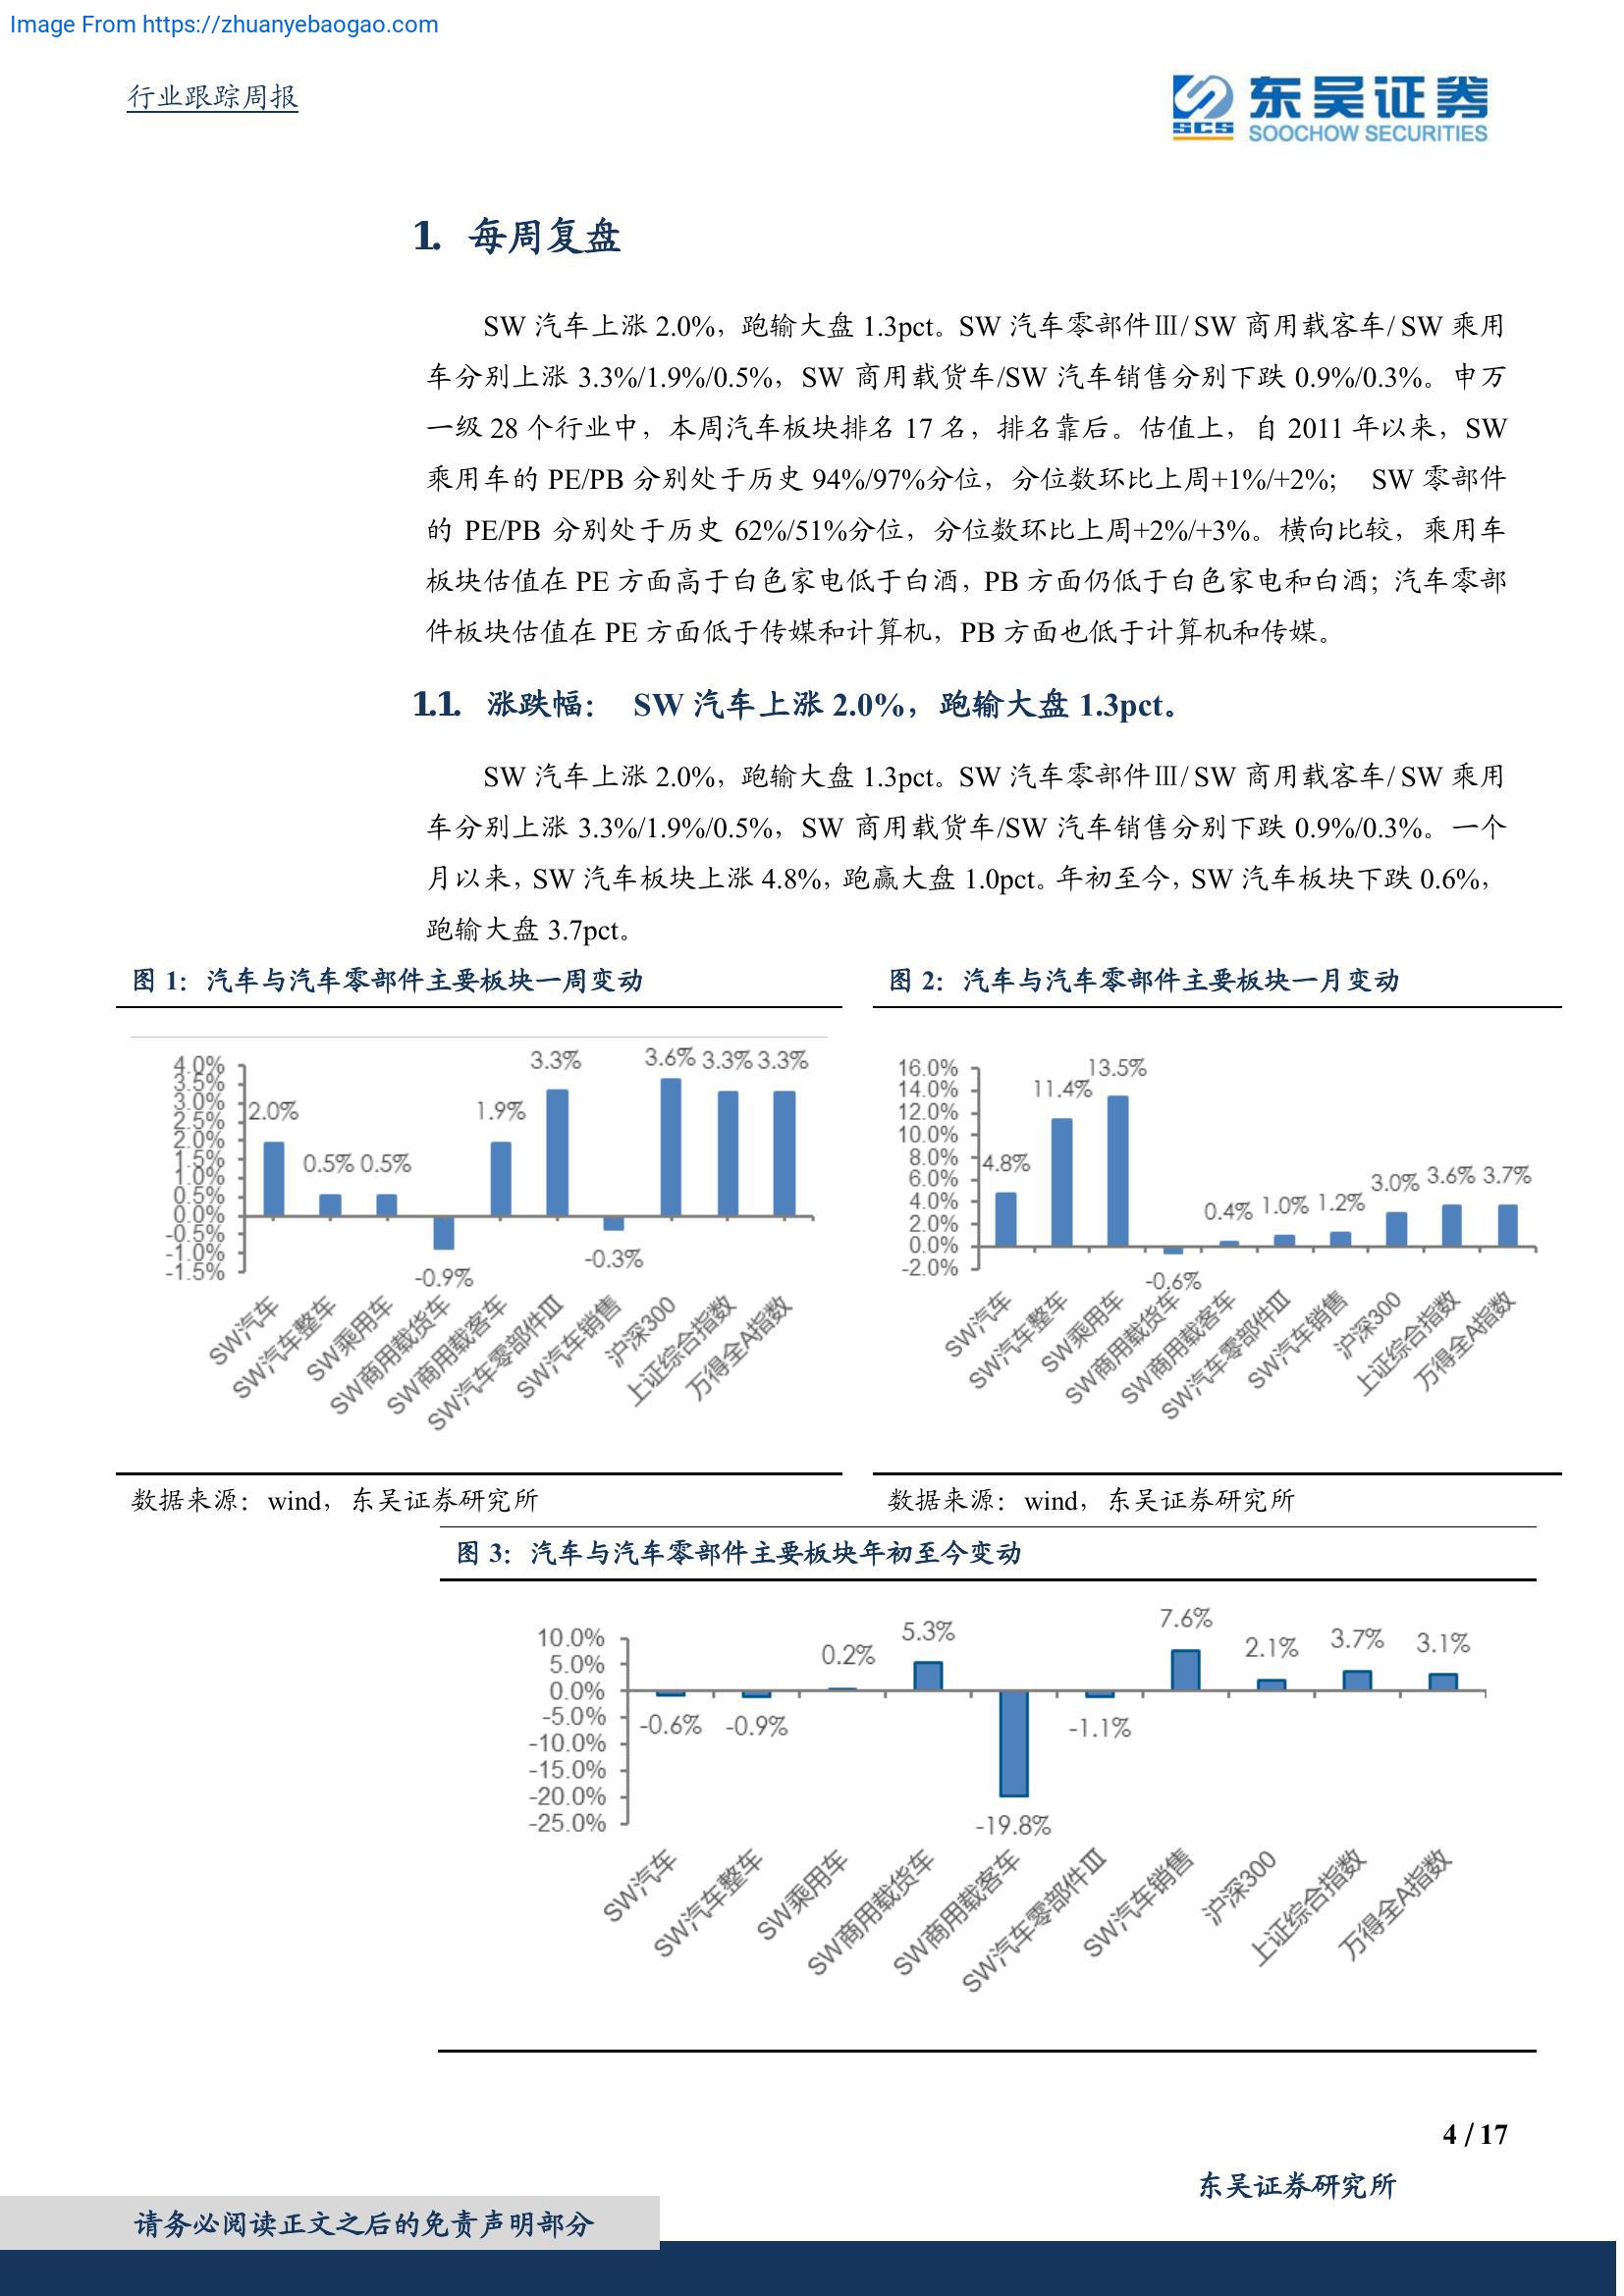 Image From https://zhuanyebaogao.com
行业跟踪周报
东吴证券
SCS
SOOCHOW SECURITIES
1. 每周复盘
SW 汽车上涨 2.0%，跑输大盘 1.3pct。SW 汽车零部件Ⅲ/ SW 商用载客车/ SW 乘用
车分别上涨 3.3%/1.9%/0.5%，SW 商用载货车/SW 汽车销售分别下跌 0.9%/0.3%。申万
一级 28 个行业中，本周汽车板块排名 17 名，排名靠后。估值上，自 2011 年以来，SW
乘用车的 PE/PB 分别处于历史 94%/97%分位，分位数环比上周+1%/+2%； SW 零部件
的 PE/PB 分别处于历史 62%/51%分位，分位数环比上周+2%/+3%。横向比较，乘用车
板块估值在 PE 方面高于白色家电低于白酒，PB 方面仍低于白色家电和白酒；汽车零部
件板块估值在 PE 方面低于传媒和计算机，PB 方面也低于计算机和传媒。
1.1. 涨跌幅： SW 汽车上涨 2.0%，跑输大盘 1.3pct。
SW 汽车上涨 2.0%，跑输大盘 1.3pct。SW 汽车零部件Ⅲ/ SW 商用载客车/ SW 乘用
车分别上涨 3.3%/1.9%/0.5%，SW 商用载货车/SW 汽车销售分别下跌 0.9%/0.3%。一个
月以来，SW 汽车板块上涨 4.8%，跑赢大盘 1.0pct。年初至今，SW 汽车板块下跌 0.6%，
跑输大盘 3.7pct。
图 1：汽车与汽车零部件主要板块一周变动
4.0%
3.5%
3.0%
2.5%
2.0%
1.5%
1.0%
0.5%
0.0%
-0.5%
-1.0%
-1.5%
2.0%
0.5%
0.5%
-0.9%
1.9%
3.3%
-0.3%
3.6%
3.3%
3.3%
SW汽车
SW汽车整车
SW乘用车
SW商用载货车
SW商用载客车
SW汽车零部件Ⅲ
SW汽车销售
沪深300
上证综合指数
万得全A指数
数据来源：wind，东吴证券研究所
图 2：汽车与汽车零部件主要板块一月变动
16.0%
14.0%
12.0%
10.0%
8.0%
6.0%
4.0%
2.0%
0.0%
-2.0%
4.8%
11.4%
13.5%
-0.6%
0.4%
1.0%
1.2%
3.0%
3.6%
3.7%
SW汽车
SW汽车整车
SW乘用车
SW商用载货车
SW商用载客车
SW汽车零部件Ⅲ
SW汽车销售
沪深300
上证综合指数
万得全A指数
数据来源：wind，东吴证券研究所
图 3：汽车与汽车零部件主要板块年初至今变动
10.0%
5.0%
0.0%
-5.0%
-10.0%
-15.0%
-20.0%
-25.0%
-0.6%
-0.9%
0.2%
5.3%
-19.8%
-1.1%
7.6%
2.1%
3.7%
3.1%
SW汽车
SW汽车整车
SW乘用车
SW商用载货车
SW商用载客车
SW汽车零部件Ⅲ
SW汽车销售
沪深300
上证综合指数
万得全A指数
4 / 17
东吴证券研究所
请务必阅读正文之后的免责声明部分